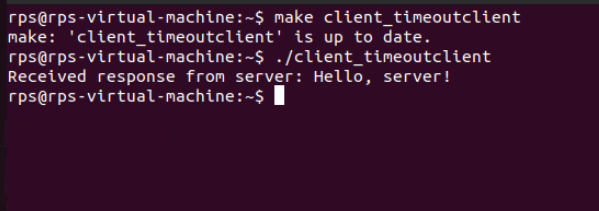 rps@rps-virtual-machine:~$ make client_timeoutclient
make: 'client_timeoutclient' is up to date.
rps@rps-virtual-machine:~$ ./client_timeoutclient
Received response from server: Hello, server!
rps@rps-virtual-machine:~$